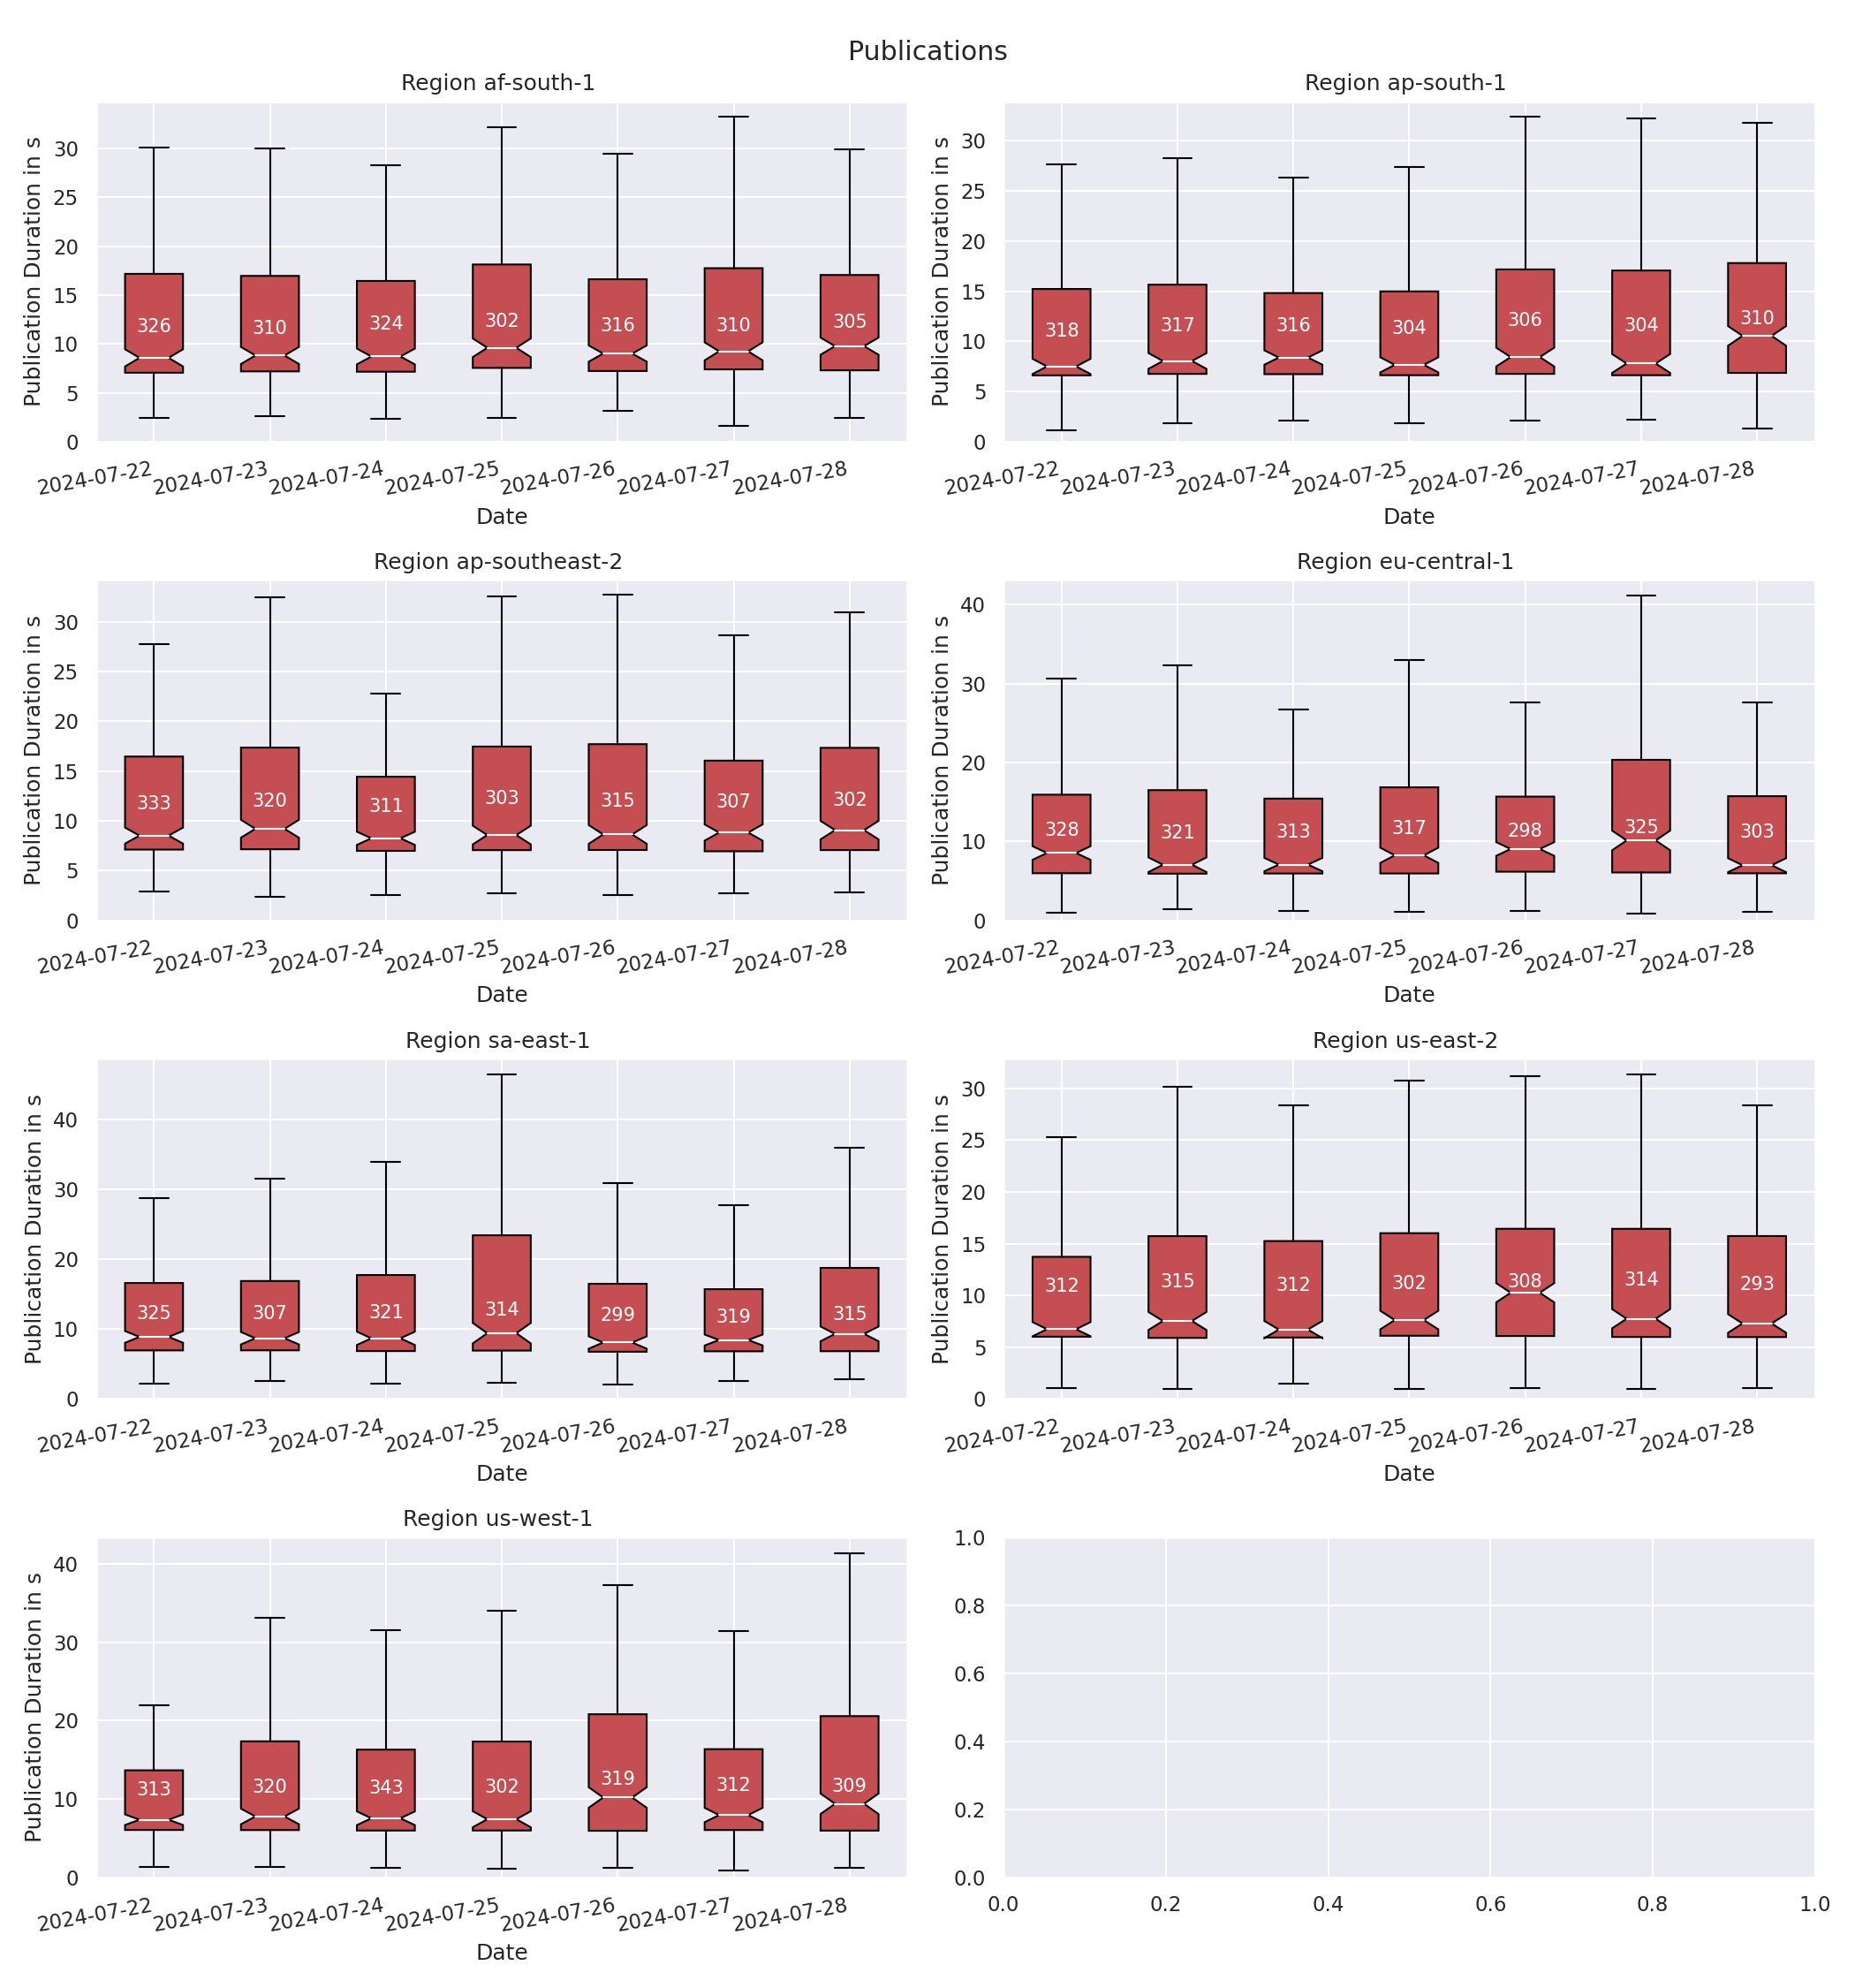 Publications
Region af-south-1
Publication Duration in s
30
25
20
15
10
5
0
326 310 324 302 316 310 305
2024-07-22 2024-07-23 2024-07-24 2024-07-25 2024-07-26 2024-07-27 2024-07-28
Date
Region ap-south-1
Publication Duration in s
30
25
20
15
10
5
0
318 317 316 304 306 304 310
2024-07-22 2024-07-23 2024-07-24 2024-07-25 2024-07-26 2024-07-27 2024-07-28
Date
Region ap-southeast-2
Publication Duration in s
30
25
20
15
10
5
0
333 320 311 303 315 307 302
2024-07-22 2024-07-23 2024-07-24 2024-07-25 2024-07-26 2024-07-27 2024-07-28
Date
Region eu-central-1
Publication Duration in s
40
30
20
10
0
328 321 313 317 298 325 303
2024-07-22 2024-07-23 2024-07-24 2024-07-25 2024-07-26 2024-07-27 2024-07-28
Date
Region sa-east-1
Publication Duration in s
40
30
20
10
0
325 307 321 314 299 319 315
2024-07-22 2024-07-23 2024-07-24 2024-07-25 2024-07-26 2024-07-27 2024-07-28
Date
Region us-east-2
Publication Duration in s
30
25
20
15
10
5
0
312 315 312 302 308 314 293
2024-07-22 2024-07-23 2024-07-24 2024-07-25 2024-07-26 2024-07-27 2024-07-28
Date
Region us-west-1
Publication Duration in s
40
30
20
10
0
313 320 343 302 319 312 309
2024-07-22 2024-07-23 2024-07-24 2024-07-25 2024-07-26 2024-07-27 2024-07-28
Date
1.0
0.8
0.6
0.4
0.2
0.0
0.0 0.2 0.4 0.6 0.8 1.0